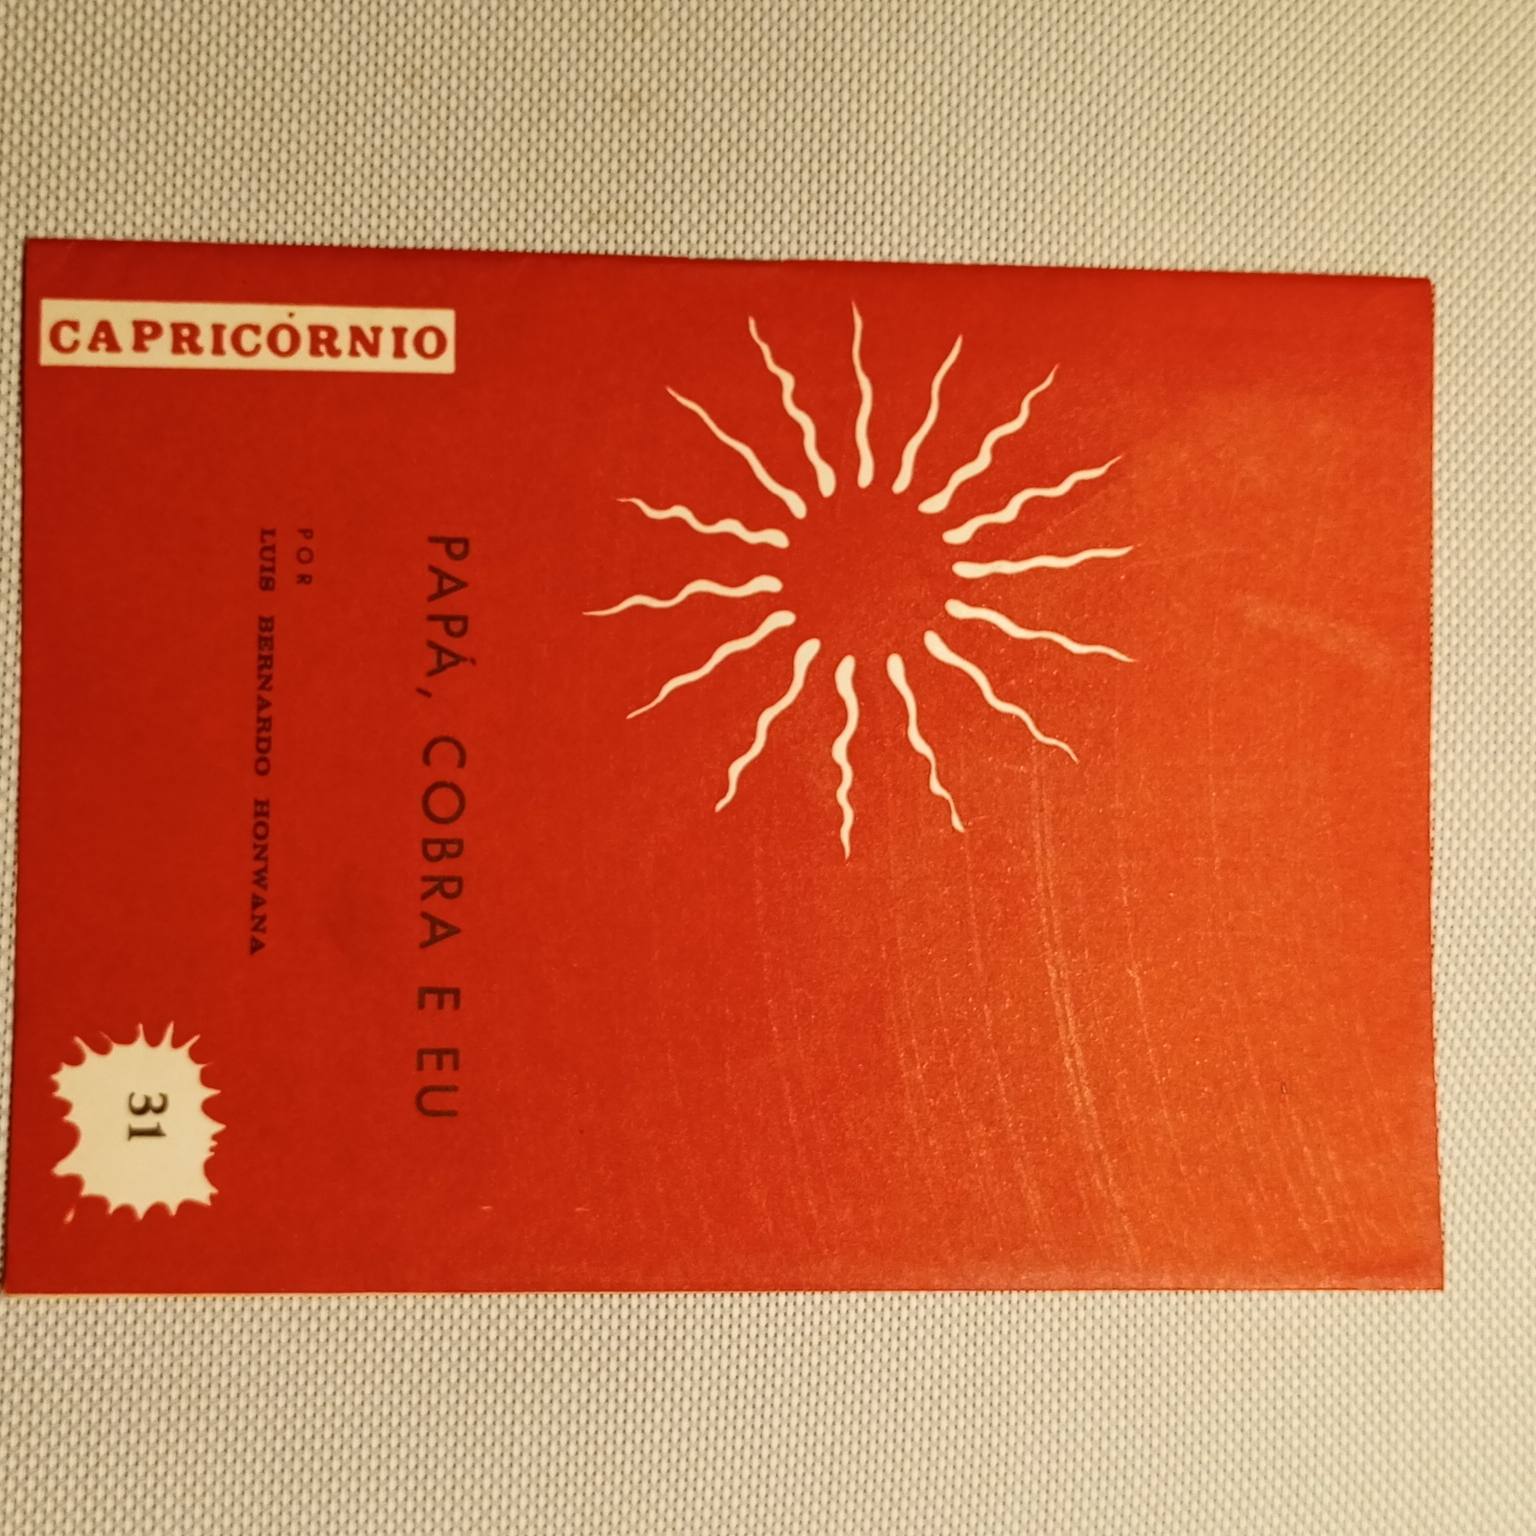 PAPÁ, COBRA E EU
POR
LUIS BERNARDO HONWANA
CAPRICÓRNIO
31